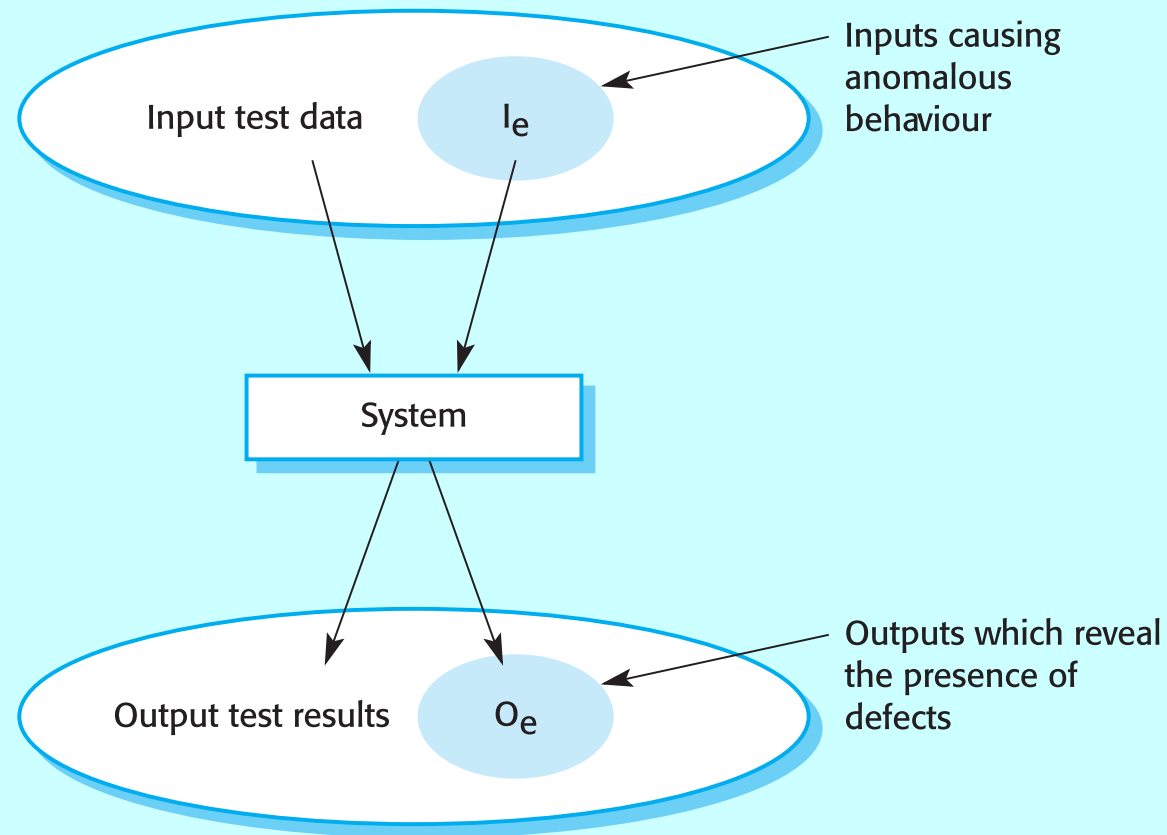 Inputs causing
anomalous
behaviour
Input test data
Ie
System
Outputs which reveal
the presence of
defects
Output test results
Oe